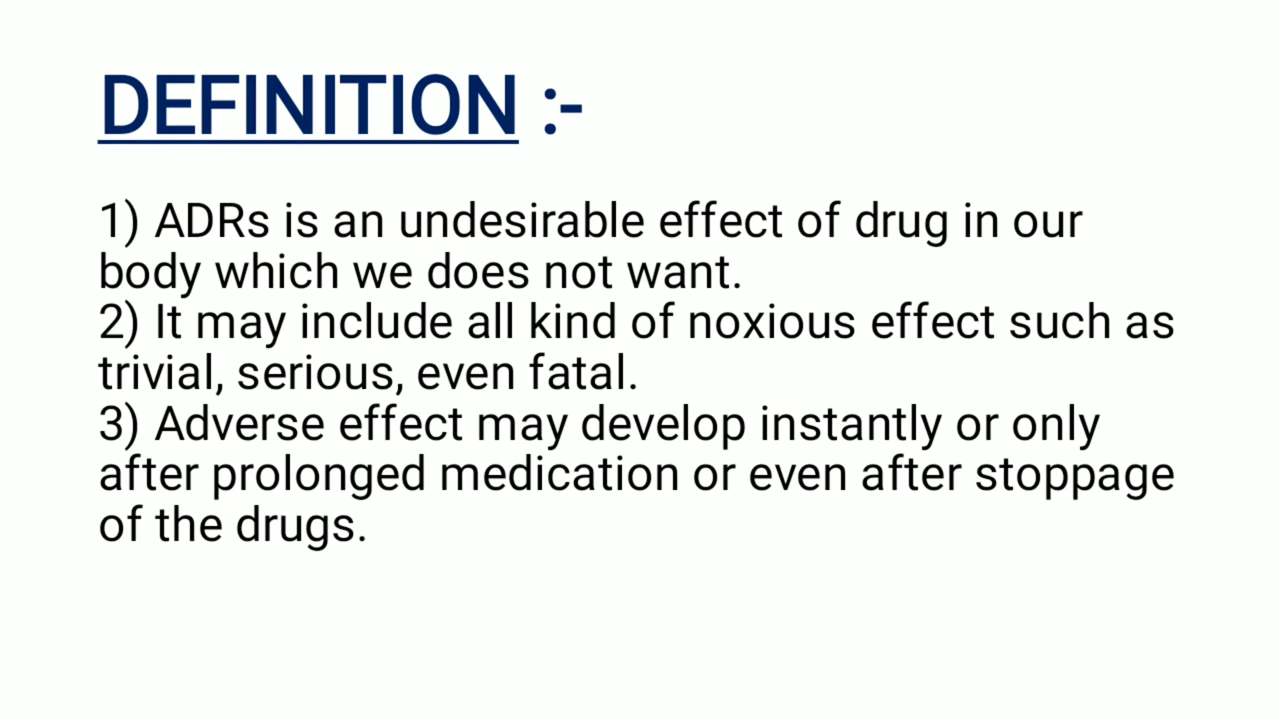 DEFINITION :-
1) ADRs is an undesirable effect of drug in our
body which we does not want.
2) It may include all kind of noxious effect such as
trivial, serious, even fatal.
3) Adverse effect may develop instantly or only
after prolonged medication or even after stoppage
of the drugs.